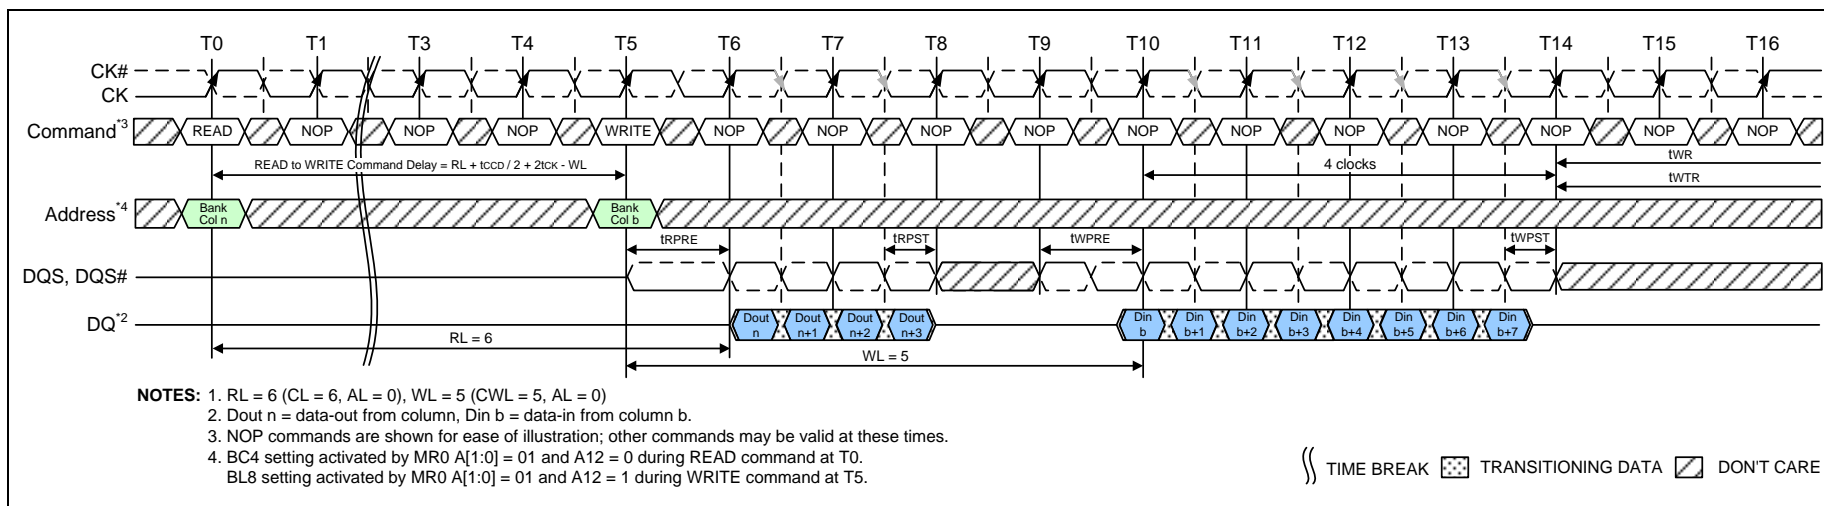 T0 T1 T3 T4 T5 T6 T7 T8 T9 T10 T11 T12 T13 T14 T15 T16
CK#
CK
Command*3 READ NOP NOP NOP WRITE NOP NOP NOP NOP NOP NOP NOP NOP NOP NOP NOP
READ to WRITE Command Delay = RL + tCCD / 2 + 2tCK - WL
4 clocks
tWR
tWTR
Address*4
Bank Bank
Col n Col b
tRPRE tRPST tWPRE tWPST
DQS, DQS#
DQ*2
Dout Dout Dout Dout Din Din Din Din Din Din Din Din
n n+1 n+2 n+3 b b+1 b+2 b+3 b+4 b+5 b+6 b+7
RL = 6
WL = 5
NOTES: 1. RL = 6 (CL = 6, AL = 0), WL = 5 (CWL = 5, AL = 0)
2. Dout n = data-out from column, Din b = data-in from column b.
3. NOP commands are shown for ease of illustration; other commands may be valid at these times.
4. BC4 setting activated by MR0 A[1:0] = 01 and A12 = 0 during READ command at T0.
BL8 setting activated by MR0 A[1:0] = 01 and A12 = 1 during WRITE command at T5.
TIME BREAK TRANSITIONING DATA DON'T CARE